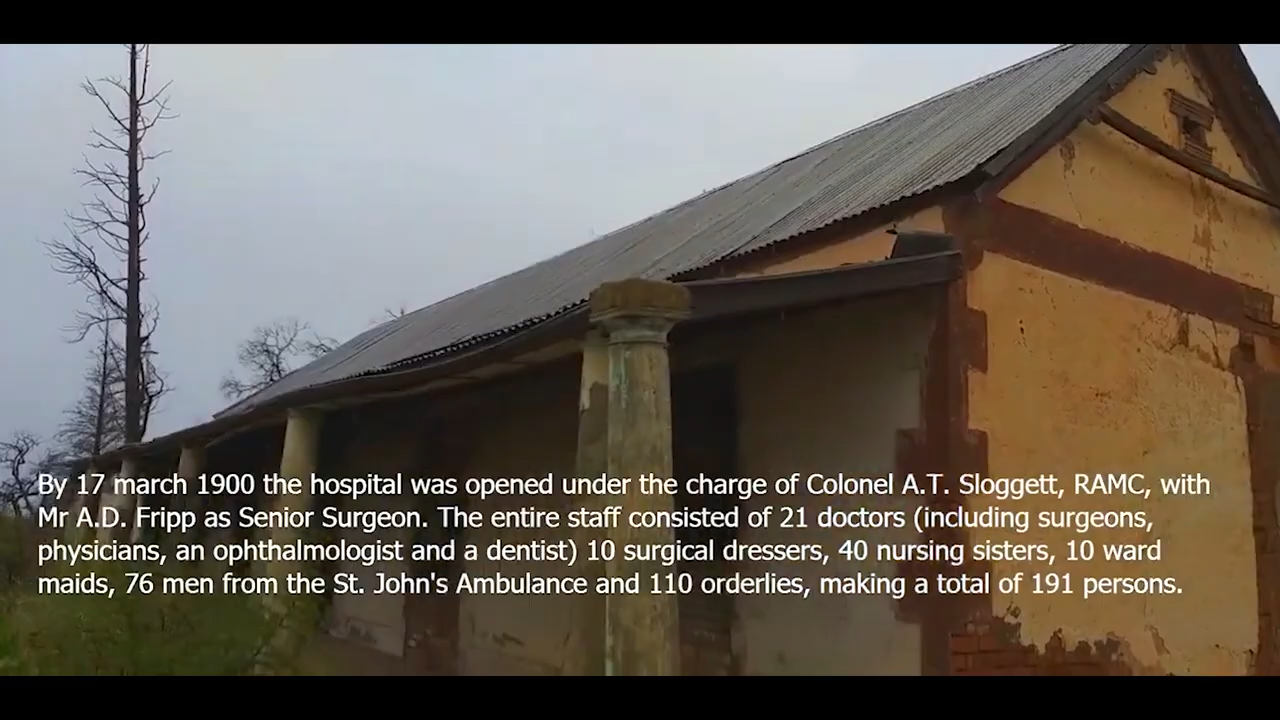 By 17 march 1900 the hospital was opened under the charge of Colonel A.T. Sloggett, RAMC, with
Mr A.D. Fripp as Senior Surgeon. The entire staff consisted of 21 doctors (including surgeons,
physicians, an ophthalmologist and a dentist) 10 surgical dressers, 40 nursing sisters, 10 ward
maids, 76 men from the St. John's Ambulance and 110 orderlies, making a total of 191 persons.